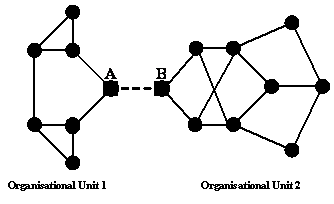 A B
Organisational Unit 1
Organisational Unit 2